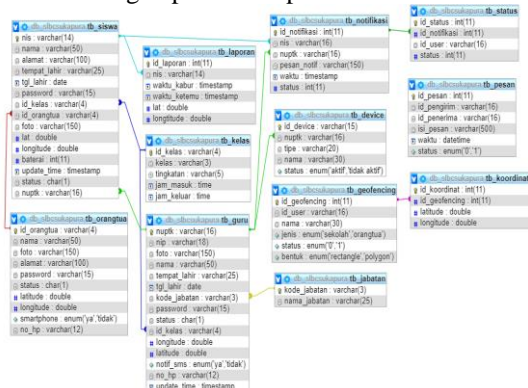 db_slbcsukapura tb_siswa
nis : varchar(14)
nama : varchar(50)
alamat : varchar(100)
tempat_lahir : varchar(25)
tgl_lahir : date
password : varchar(15)
id_kelas : varchar(4)
id_orangtua : varchar(4)
foto : varchar(150)
lat : double
longitude : double
baterai : int(11)
update_time : timestamp
status : char(1)
nuptk : varchar(16)
db_slbcsukapura tb_orangtua
id_orangtua : varchar(4)
nama : varchar(50)
foto : varchar(150)
alamat : varchar(100)
password : varchar(15)
status : char(1)
latitude : double
longitude : double
smartphone : enum('ya','tidak')
no_hp : varchar(12)
db_slbcsukapura tb_laporan
id_laporan : int(11)
nis : varchar(14)
waktu_kabur : timestamp
waktu_ketemu : timestamp
lat : double
longtitude : double
db_slbcsukapura tb_kelas
id_kelas : varchar(4)
kelas : varchar(3)
tingkatan : varchar(5)
jam_masuk : time
jam_keluar : time
db_slbcsukapura tb_guru
nuptk : varchar(16)
nip : varchar(18)
foto : varchar(150)
nama : varchar(50)
tempat_lahir : varchar(25)
tgl_lahir : date
kode_jabatan : varchar(3)
password : varchar(15)
status : char(1)
id_kelas : varchar(4)
longitude : double
latitude : double
notif_sms : enum('ya','tidak')
no_hp : varchar(12)
update_time : timestamp
db_slbcsukapura tb_notifikasi
id_notifikasi : int(11)
nis : varchar(16)
nuptk : varchar(16)
pesan_notif : varchar(150)
waktu : timestamp
status : int(11)
db_slbcsukapura tb_device
id_device : varchar(15)
nuptk : varchar(16)
tipe : varchar(20)
nama : varchar(30)
status : enum('aktif','tidak aktif')
db_slbcsukapura tb_geofencing
id_geofencing : int(11)
id_user : varchar(16)
nama : varchar(30)
jenis : enum('sekolah','orangtua')
status : enum('0','1')
bentuk : enum('rectangle','polygon')
db_slbcsukapura tb_jabatan
kode_jabatan : varchar(3)
nama_jabatan : varchar(25)
db_slbcsukapura tb_status
id_status : int(11)
id_notifikasi : int(11)
id_user : varchar(16)
status : int(11)
db_slbcsukapura tb_pesan
id_pesan : int(11)
id_pengirim : varchar(16)
id_penerima : varchar(16)
isi_pesan : varchar(500)
waktu : datetime
status : enum('0','1')
db_slbcsukapura tb_koordinat
id_koordinat : int(11)
id_geofencing : int(11)
latitude : double
longitude : double